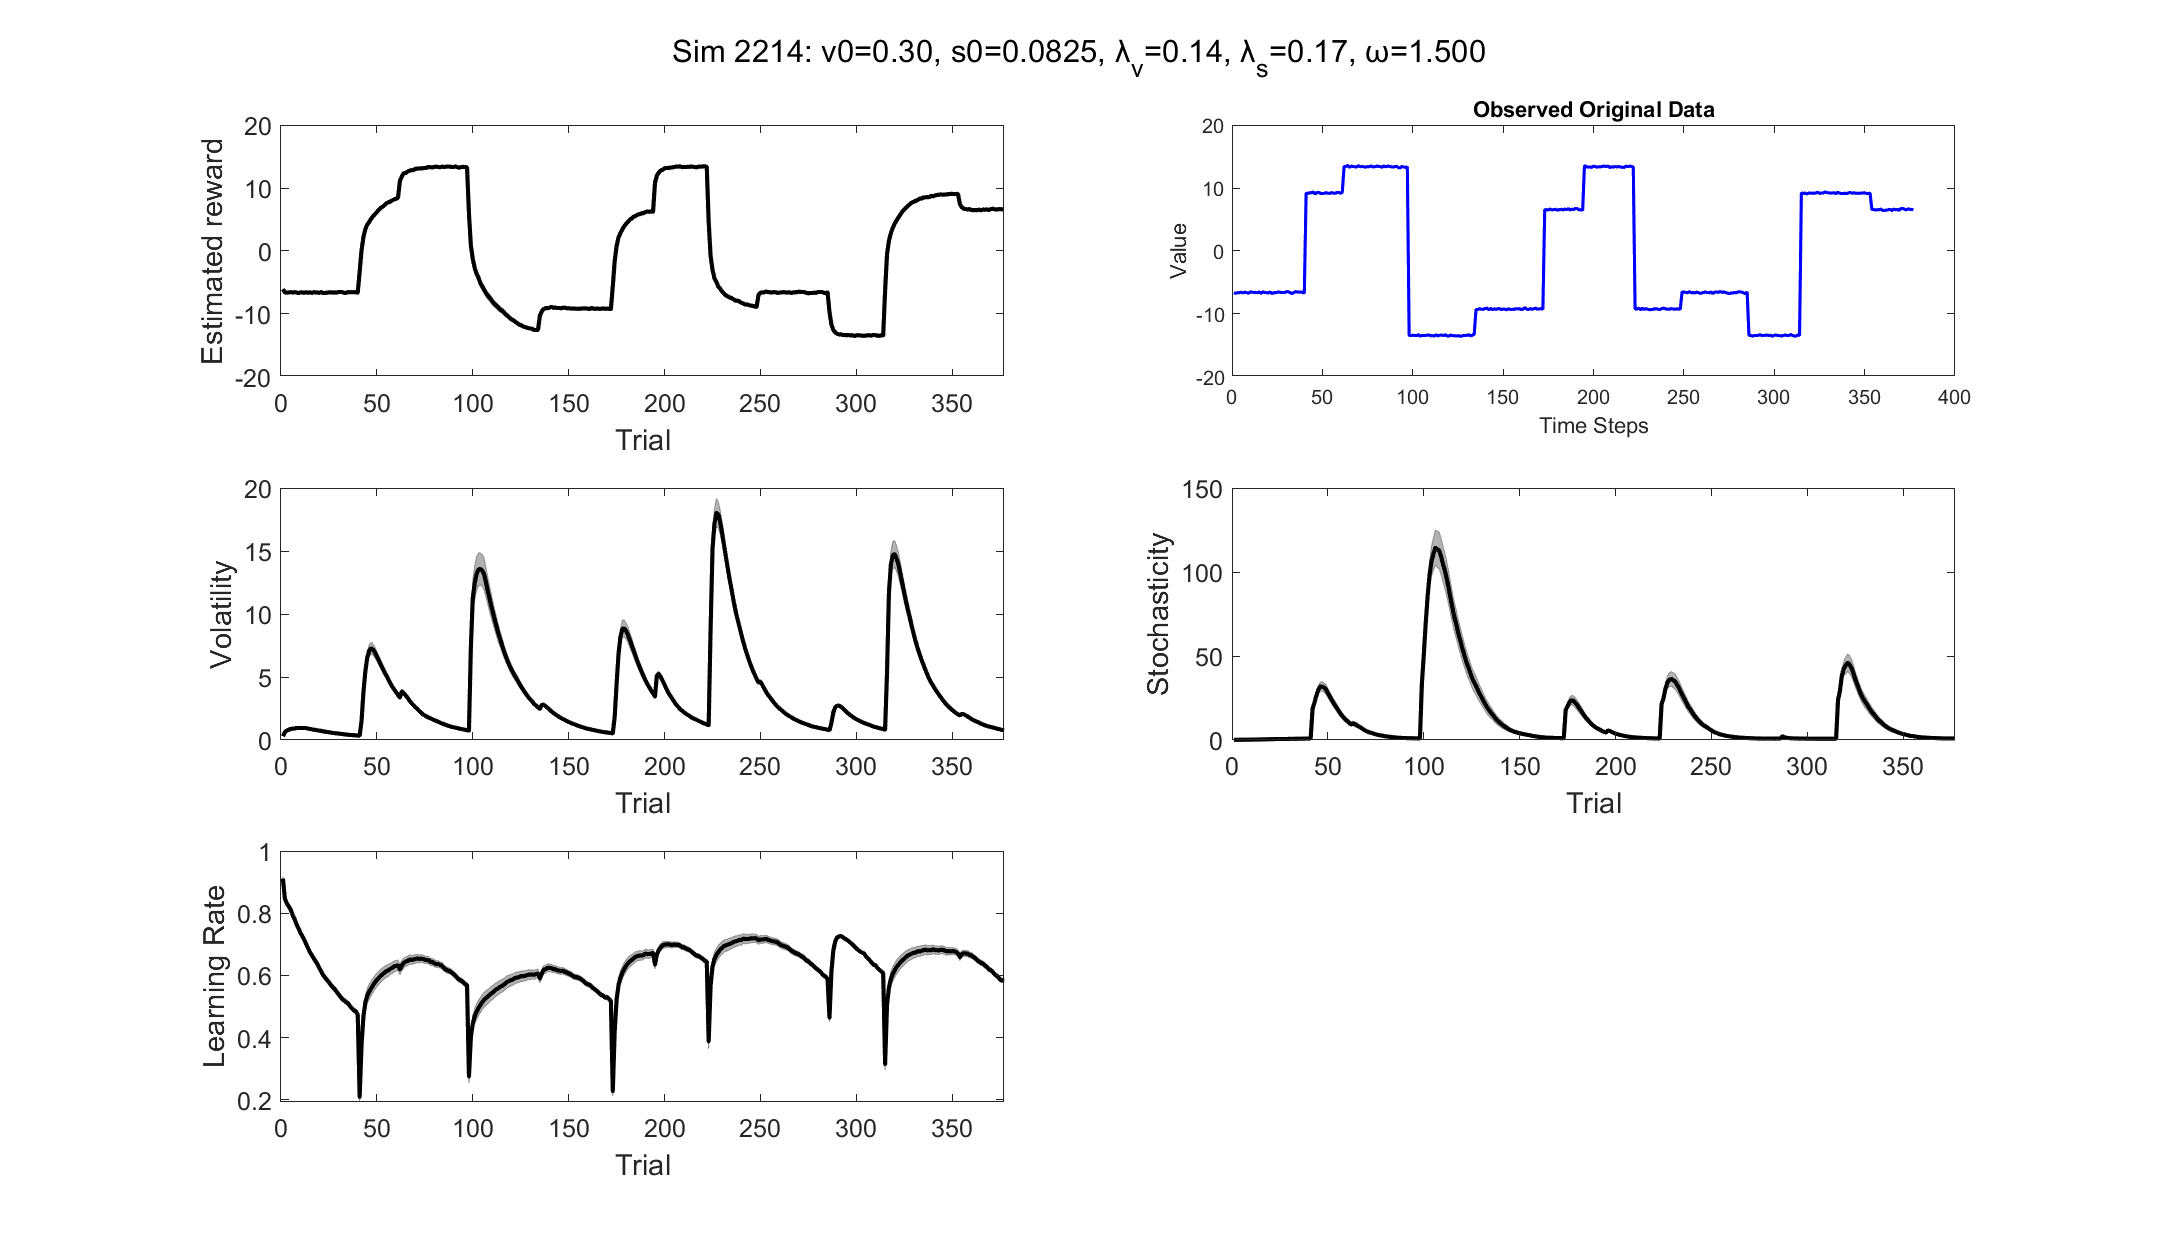 Sim 2214: v0=0.30, s0=0.0825, λ_v=0.14, λ_s=0.17, ω=1.500
Estimated reward
20
10
0
-10
-20
0 50 100 150 200 250 300 350
Trial
Observed Original Data
Value
20
10
0
-10
-20
0 50 100 150 200 250 300 350 400
Time Steps
Volatility
20
15
10
5
0
0 50 100 150 200 250 300 350
Trial
Stochasticity
150
100
50
0
0 50 100 150 200 250 300 350
Trial
Learning Rate
1
0.8
0.6
0.4
0.2
0 50 100 150 200 250 300 350
Trial